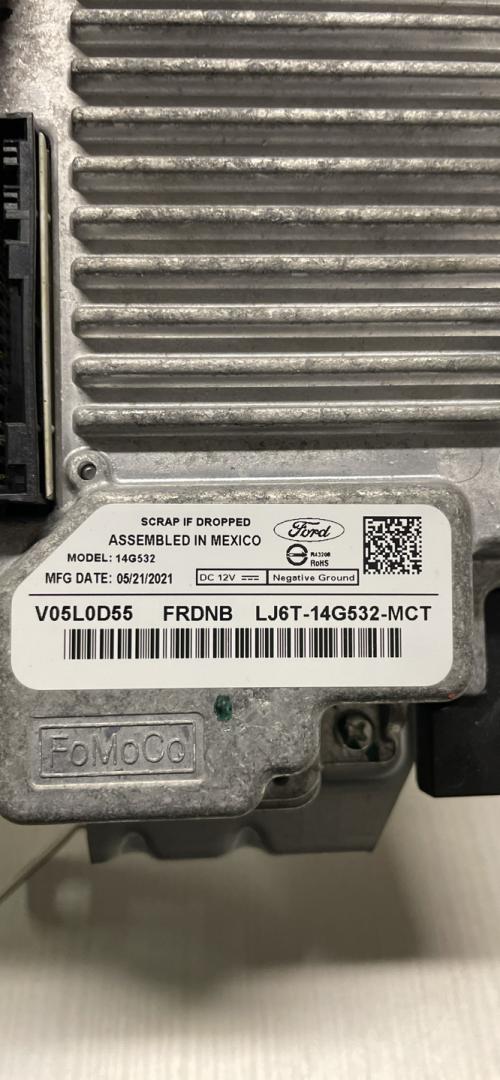 SCRAP IF DROPPED
ASSEMBLED IN MEXICO
Ford
MODEL: 14G532
R43206
RoHS
MFG DATE: 05/21/2021
DC 12V
Negative Ground
V05L0D55 FRDNB LJ6T-14G532-MCT
FoMoCo